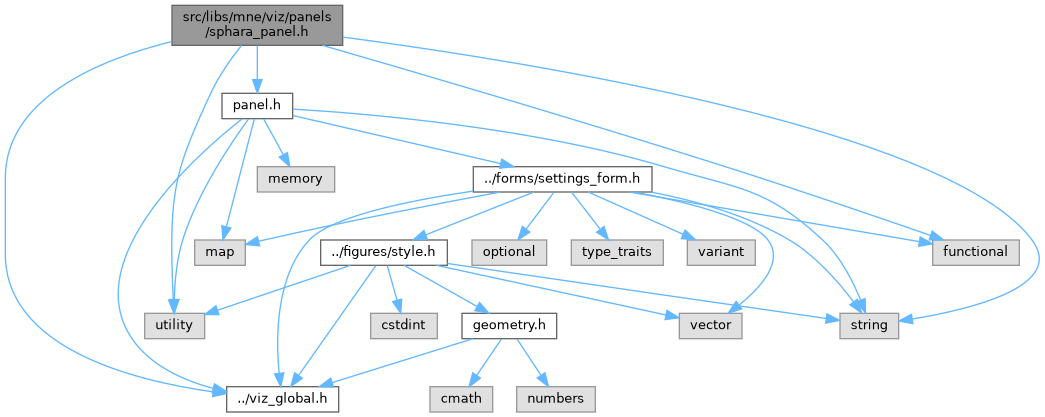 src/libs/mne/viz/panels
/sphara_panel.h
panel.h
memory
../forms/settings_form.h
map
../figures/style.h
optional
type_traits
variant
functional
utility
cstdint
geometry.h
vector
string
../viz_global.h
cmath
numbers